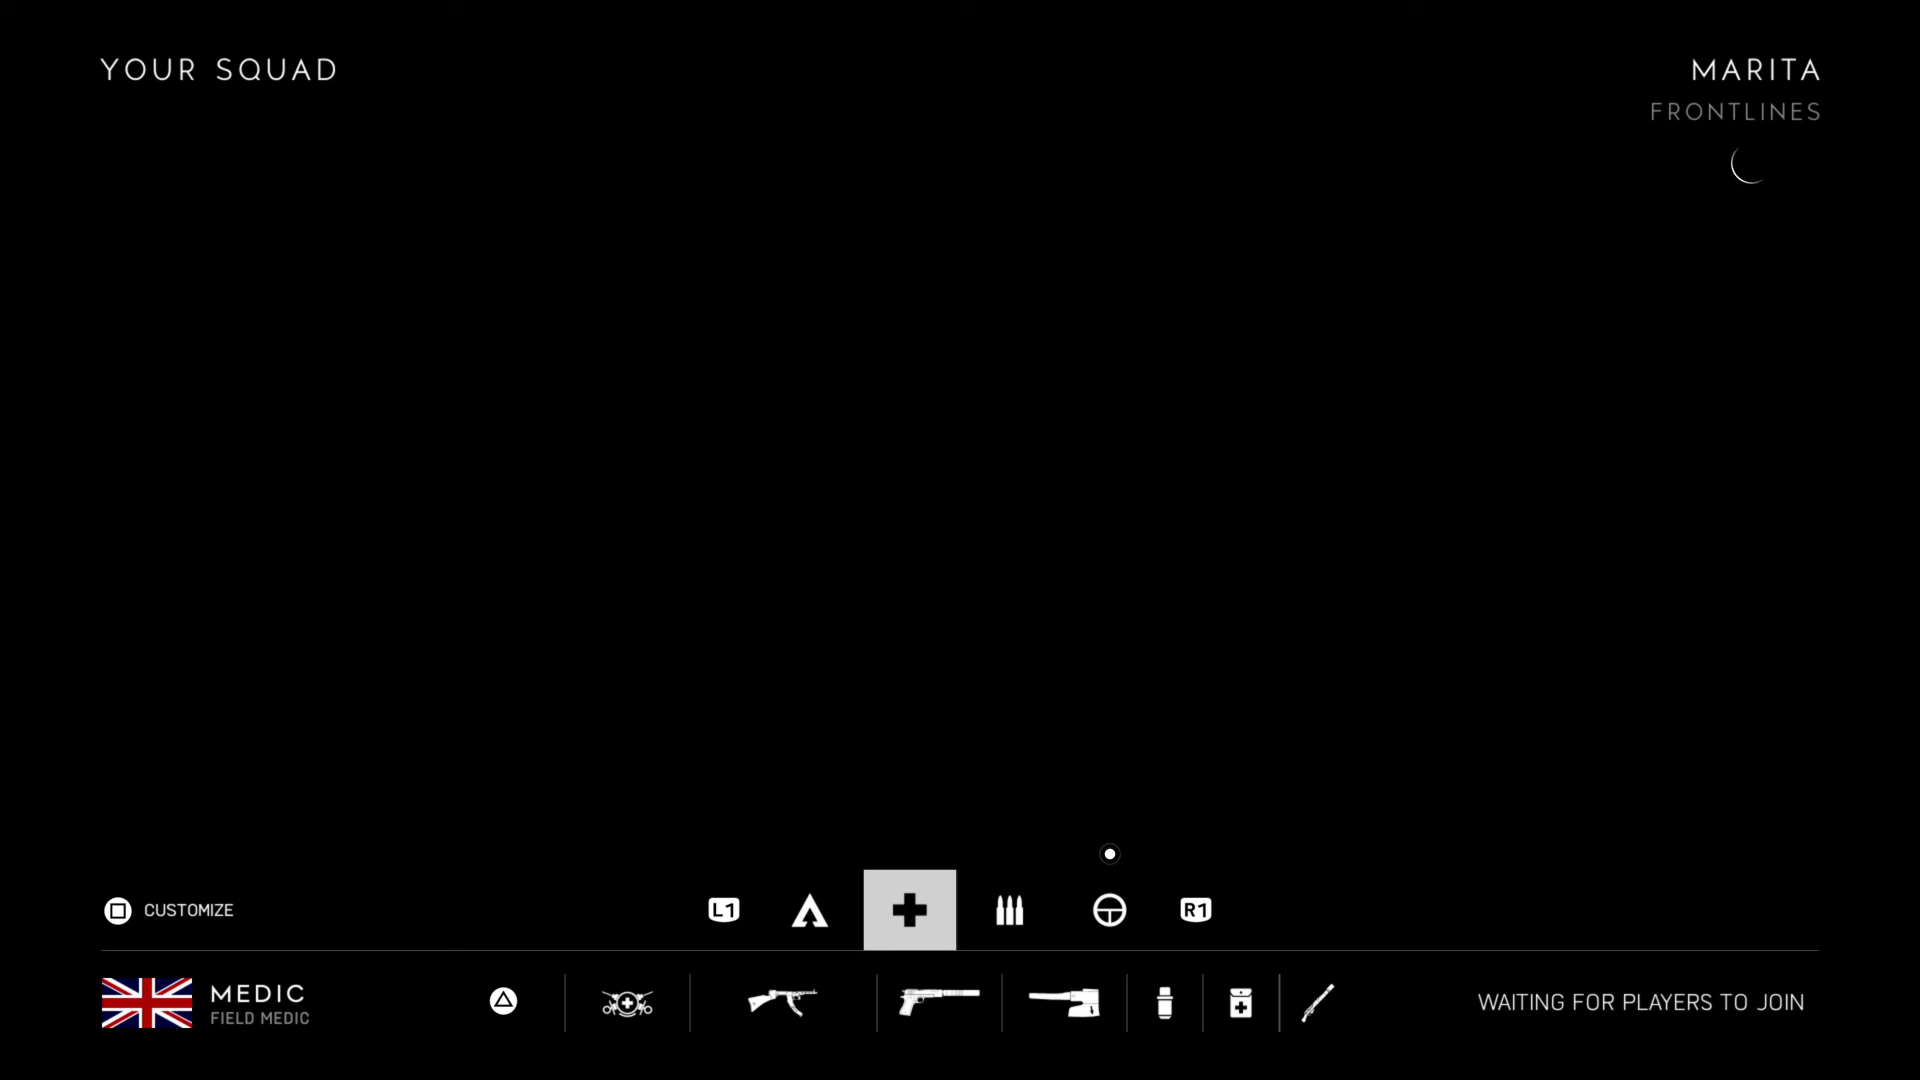 YOUR SQUAD
MARITA
FRONTLINES
CUSTOMIZE
L1
R1
MEDIC
FIELD MEDIC
WAITING FOR PLAYERS TO JOIN